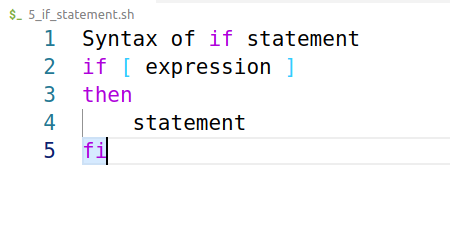 $_ 5_if_statement.sh
1 Syntax of if statement
2 if [ expression ]
3 then
4     statement
5 fi